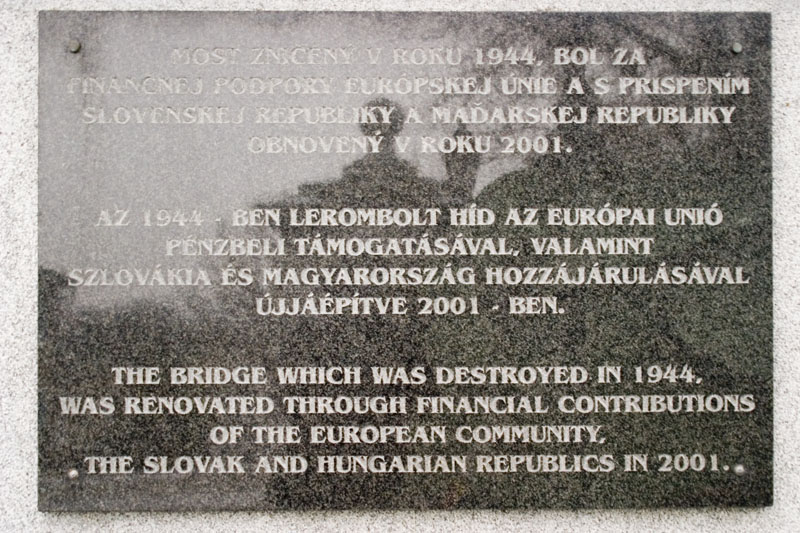 MOST ZNIČENÝ V ROKU 1944, BOL ZA
FINANČNEJ PODPORY EURÓPSKEJ ÚNIE A S PRISPENÍM
SLOVENSKEJ REPUBLIKY A MAĎARSKEJ REPUBLIKY
OBNOVENÝ V ROKU 2001.
AZ 1944 - BEN LEROMBOLT HÍD AZ EURÓPAI UNIÓ
PÉNZBELI TÁMOGATÁSÁVAL, VALAMINT
SZLOVÁKIA ÉS MAGYARORSZÁG HOZZÁJÁRULÁSÁVAL
ÚJJÁÉPÍTVE 2001 - BEN.
THE BRIDGE WHICH WAS DESTROYED IN 1944,
WAS RENOVATED THROUGH FINANCIAL CONTRIBUTIONS
OF THE EUROPEAN COMMUNITY,
THE SLOVAK AND HUNGARIAN REPUBLICS IN 2001.